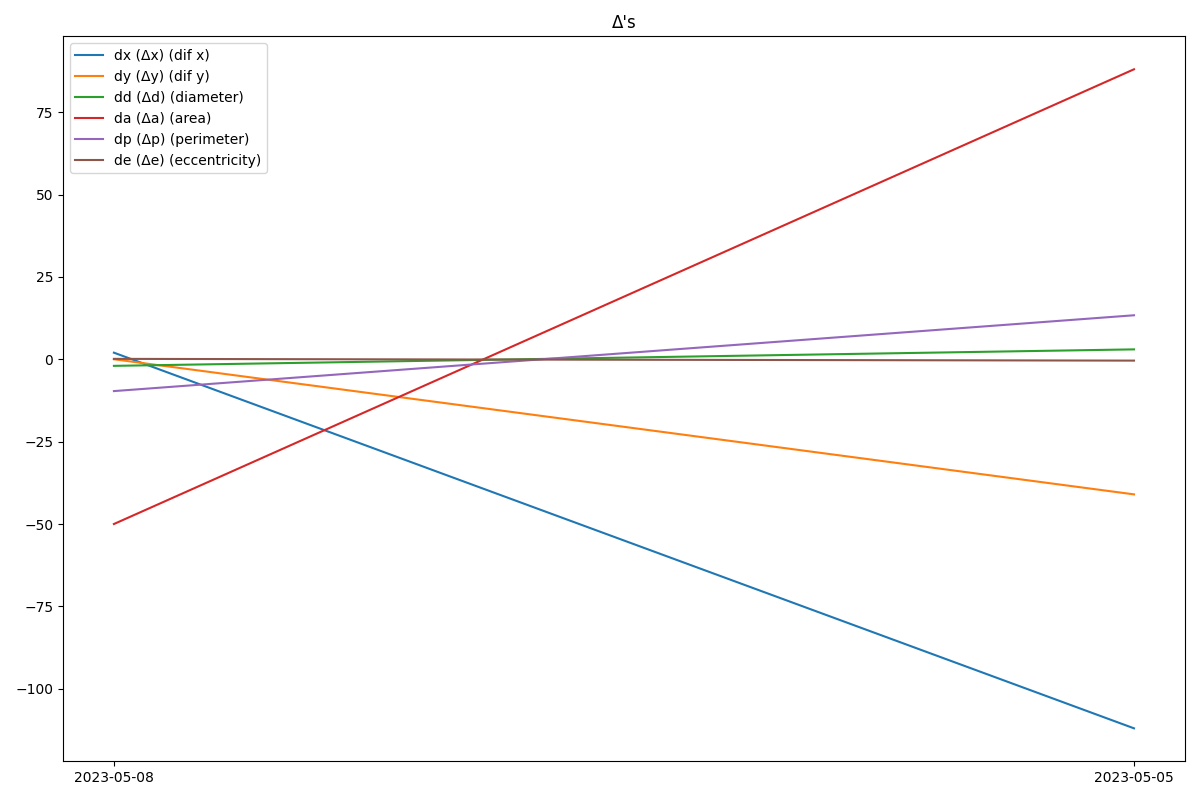 Δ's
dx (Δx) (dif x)
dy (Δy) (dif y)
dd (Δd) (diameter)
da (Δa) (area)
dp (Δp) (perimeter)
de (Δe) (eccentricity)
75
50
25
0
−25
−50
−75
−100
2023-05-08 2023-05-05